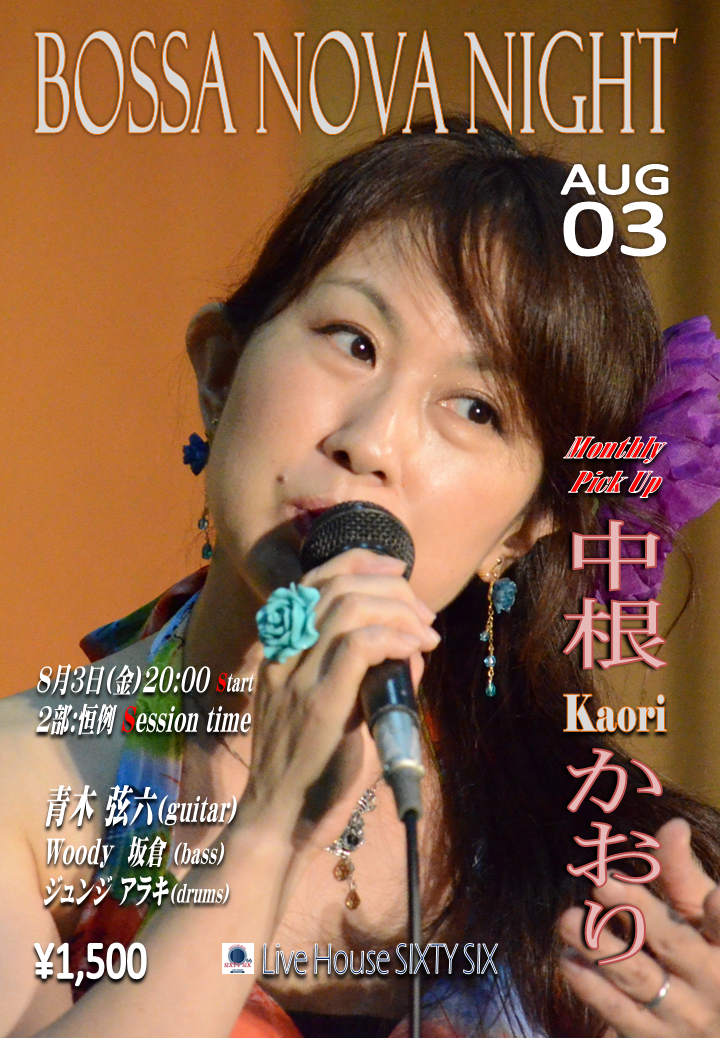 BOSSA NOVA NIGHT
AUG
03
Monthly
Pick Up
中根
Kaori
かおり
8月3日(金)20:00 Start
2部:恒例 Session time
青木 弦六(guitar)
Woody 坂倉 (bass)
ジュンジ アラキ(drums)
¥1,500
SIXTY SIX
Live House SIXTY SIX